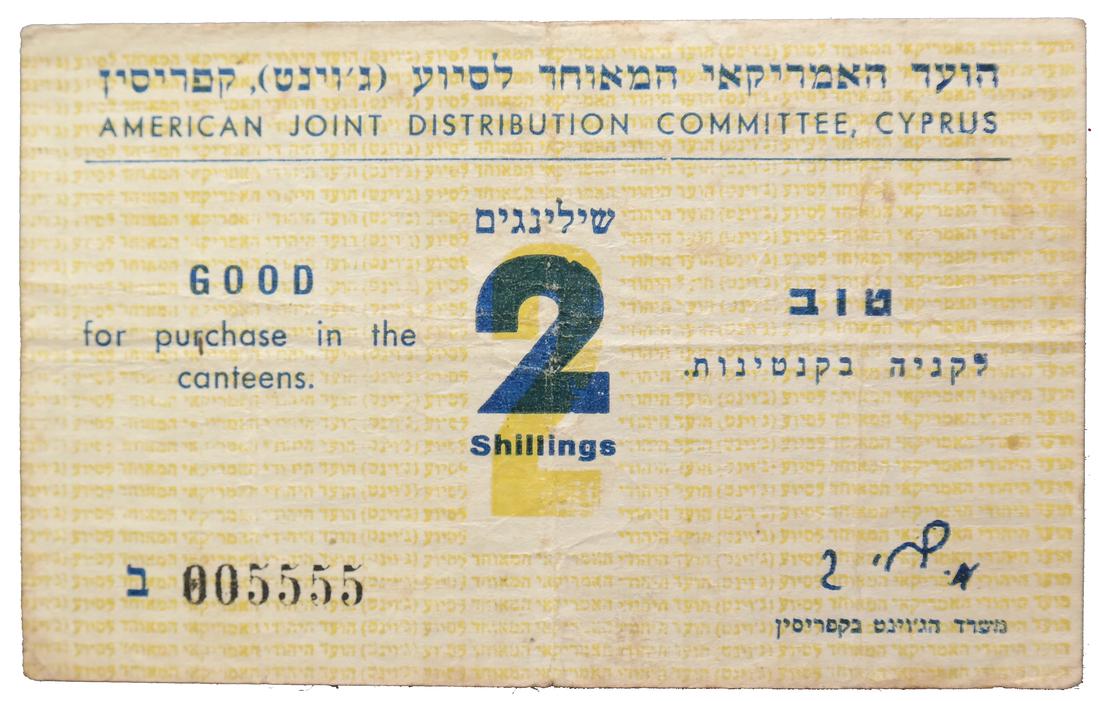 הועד האמריקאי המאוחד לסיוע (ג׳וינט), קפריסין
AMERICAN JOINT DISTRIBUTION COMMITTEE, CYPRUS
שילינגים
2
Shillings
GOOD
for purchase in the
canteens.
טוב
לקניה בקנטינות.
ב 005555
משרד הג׳וינט בקפריסין